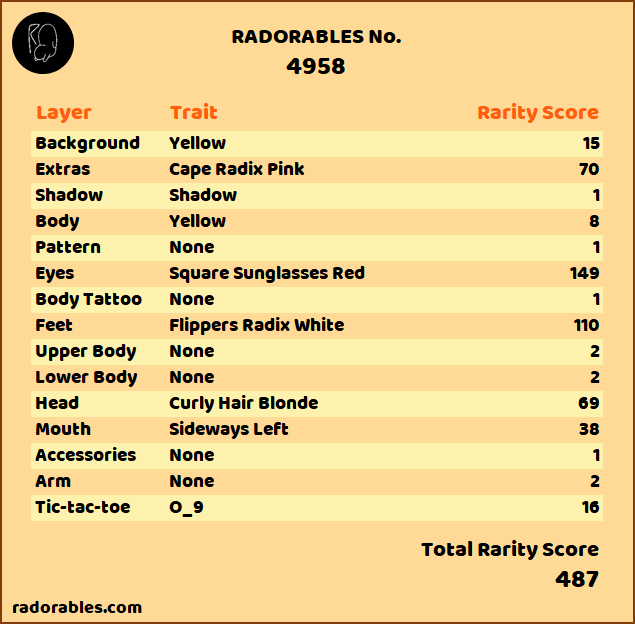 RADORABLES No.
4958
Layer Trait Rarity Score
Background Yellow 15
Extras Cape Radix Pink 70
Shadow Shadow 1
Body Yellow 8
Pattern None 1
Eyes Square Sunglasses Red 149
Body Tattoo None 1
Feet Flippers Radix White 110
Upper Body None 2
Lower Body None 2
Head Curly Hair Blonde 69
Mouth Sideways Left 38
Accessories None 1
Arm None 2
Tic-tac-toe O_9 16
Total Rarity Score
487
radorables.com